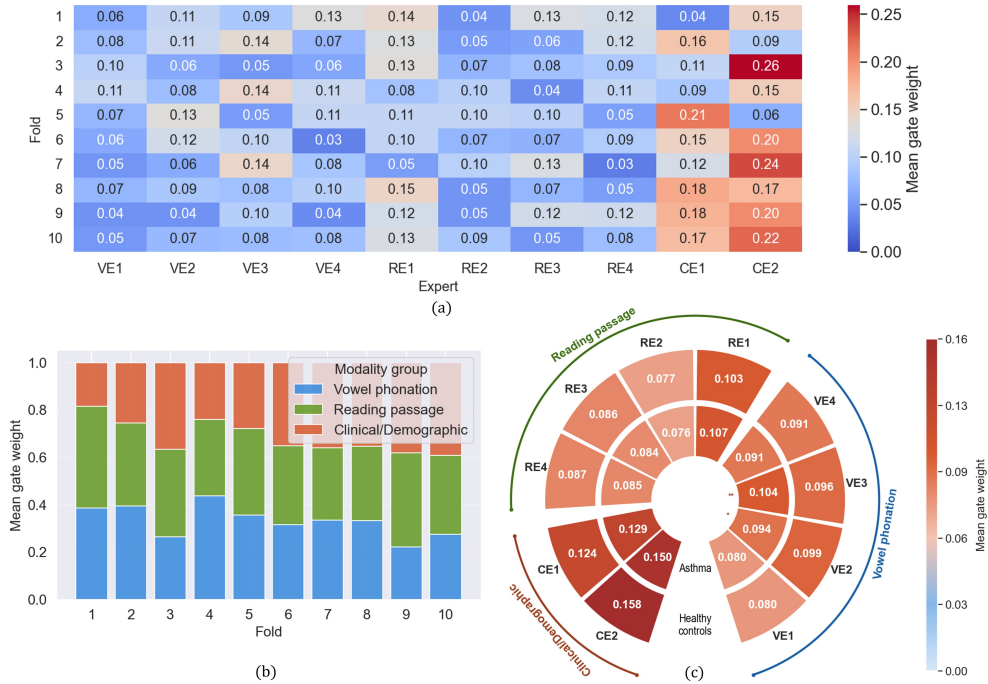 1 0.06 0.11 0.09 0.13 0.14 0.04 0.13 0.12 0.04 0.15
2 0.08 0.11 0.14 0.07 0.13 0.05 0.06 0.12 0.16 0.09
3 0.10 0.06 0.05 0.06 0.13 0.07 0.08 0.09 0.11 0.26
4 0.11 0.08 0.14 0.11 0.08 0.10 0.04 0.11 0.09 0.15
5 0.07 0.13 0.05 0.11 0.11 0.10 0.10 0.05 0.21 0.06
6 0.06 0.12 0.10 0.03 0.10 0.07 0.07 0.09 0.15 0.20
7 0.05 0.06 0.14 0.08 0.05 0.10 0.13 0.03 0.12 0.24
8 0.07 0.09 0.08 0.10 0.15 0.05 0.07 0.05 0.18 0.17
9 0.04 0.04 0.10 0.04 0.12 0.05 0.12 0.12 0.18 0.20
10 0.05 0.07 0.08 0.08 0.13 0.09 0.05 0.08 0.17 0.22
Fold
VE1 VE2 VE3 VE4 RE1 RE2 RE3 RE4 CE1 CE2
Expert
0.25
0.20
0.15
0.10
0.05
0.00
Mean gate weight
(a)
1.0
0.8
0.6
0.4
0.2
0.0
Mean gate weight
Modality group
Vowel phonation
Reading passage
Clinical/Demographic
1 2 3 4 5 6 7 8 9 10
Fold
(b)
Reading passage
Vowel phonation
Clinical/Demographic
RE2 RE1
0.077 0.103
RE3 VE4
0.086 0.076 0.107 0.091
0.084 0.091
RE4 VE3
0.087 0.085 0.104 0.096
**
*
0.129 0.094
CE1 0.124 0.150 0.080 0.099 VE2
Asthma
0.158 0.080
CE2 VE1
Healthy
controls
(c)
0.16
0.13
0.09
0.06
0.03
0.00
Mean gate weight